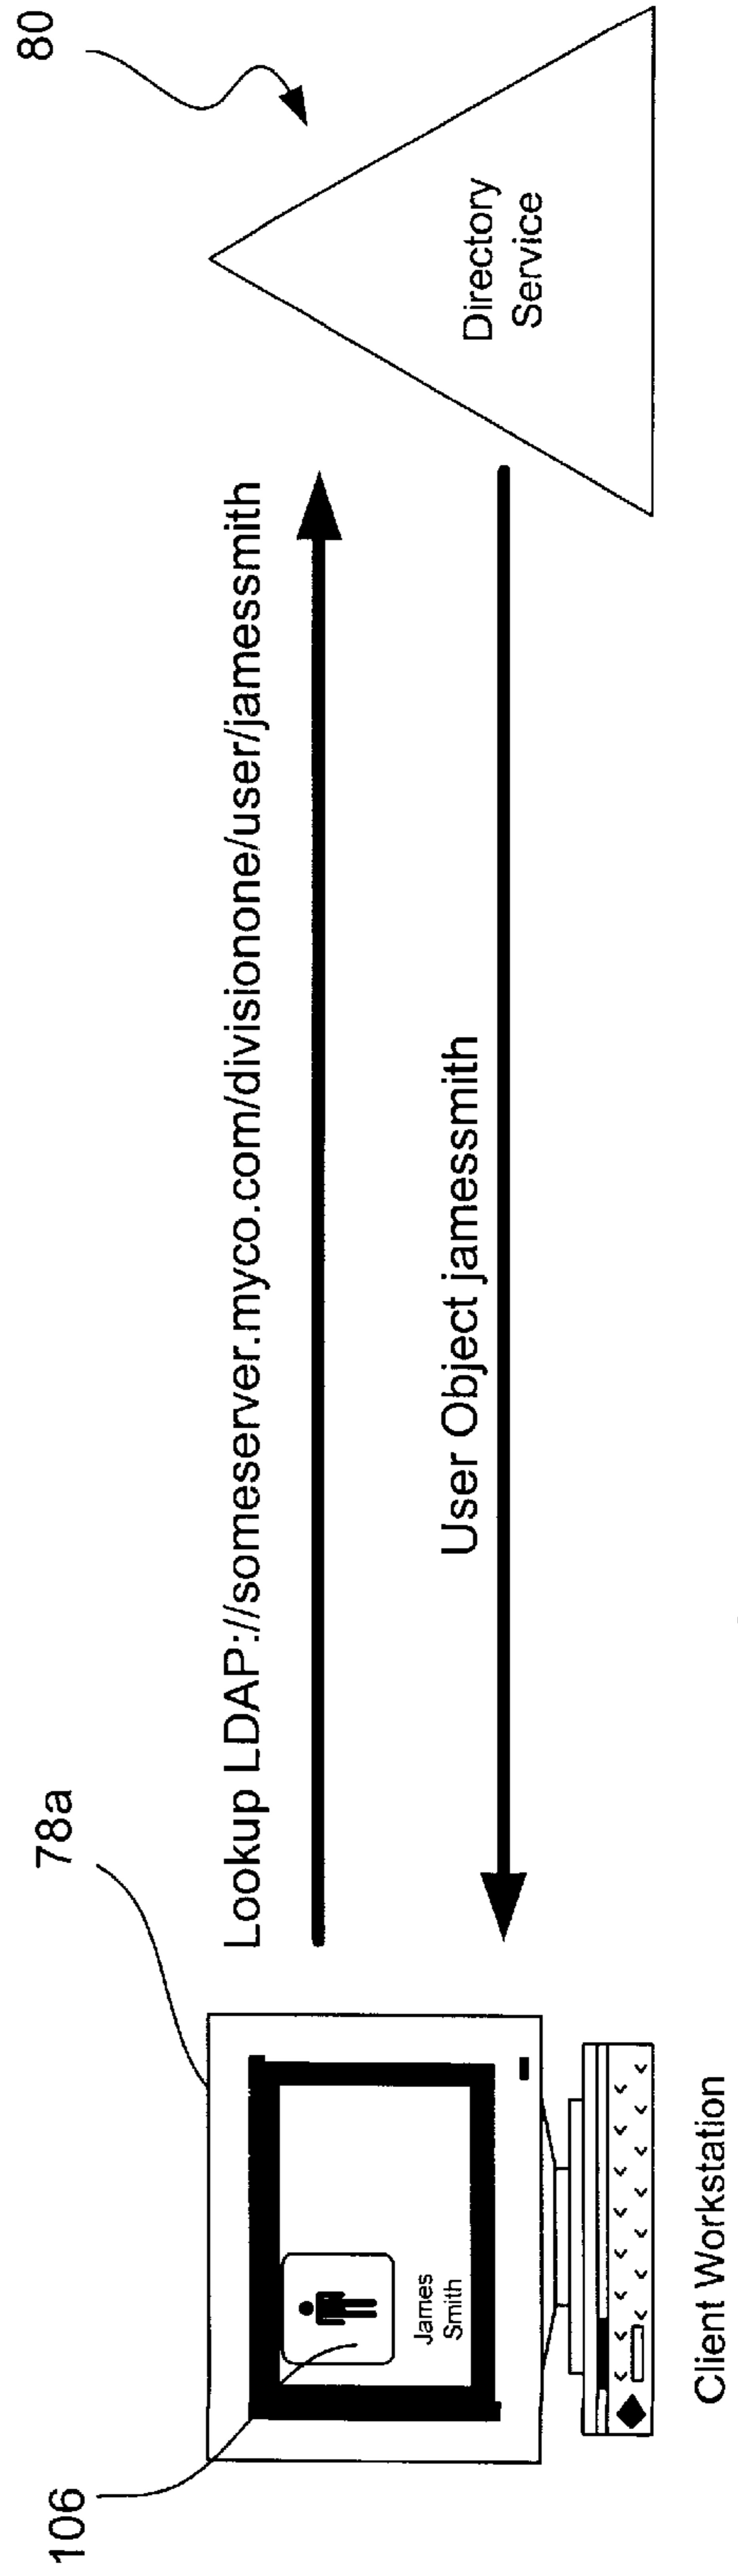 106
78a
80
Lookup LDAP://someserver.myco.com/divisionone/user/jamessmith
User Object jamessmith
James
Smith
Directory
Service
Client Workstation